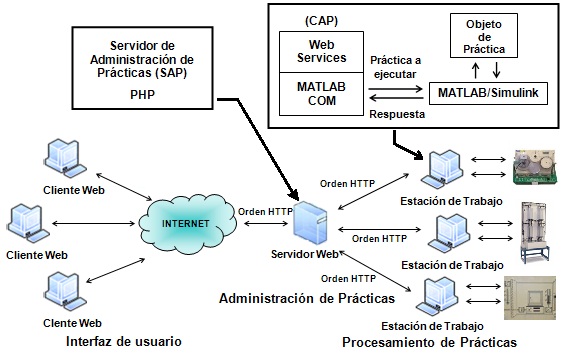 Servidor de
Administración de
Prácticas (SAP)
PHP
(CAP)
Web
Services
MATLAB
COM
Práctica a
ejecutar
Respuesta
Objeto
de
Práctica
MATLAB/Simulink
Cliente Web
Cliente Web
Clente Web
INTERNET
Orden HTTP
Servidor Web
Orden HTTP
Orden HTTP
Orden HTTP
Estación de Trabajo
Estación de Trabajo
Estación de Trabajo
Interfaz de usuario
Administración de Prácticas
Procesamiento de Prácticas